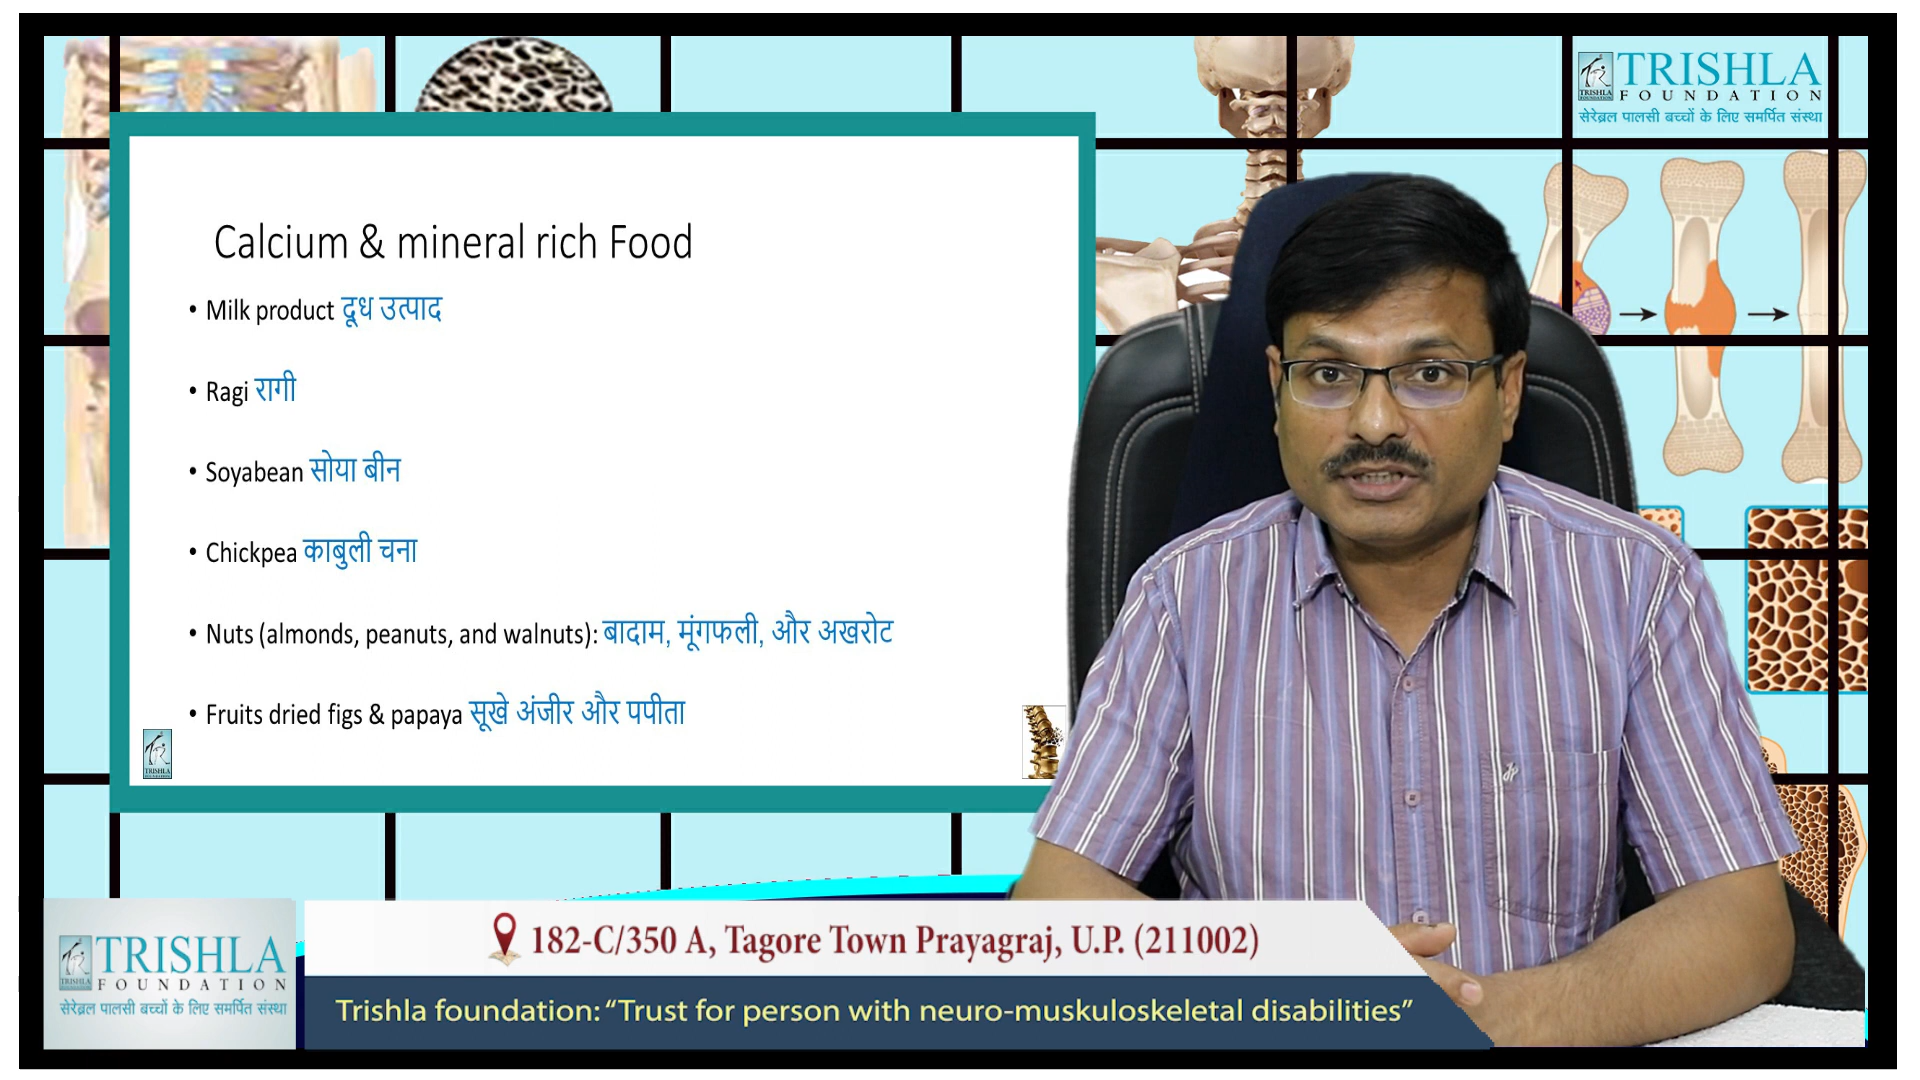 TRISHLA
FOUNDATION
सेरेब्रल पालसी बच्चों के लिए समर्पित संस्था
Calcium & mineral rich Food
• Milk product दूध उत्पाद
• Ragi रागी
• Soyabean सोया बीन
• Chickpea काबुली चना
• Nuts (almonds, peanuts, and walnuts): बादाम, मूंगफली, और अखरोट
• Fruits dried figs & papaya सूखे अंजीर और पपीता
TRISHLA
182-C/350 A, Tagore Town Prayagraj, U.P. (211002)
TRISHLA
FOUNDATION
सेरेब्रल पालसी बच्चों के लिए समर्पित संस्था
Trishla foundation: “Trust for person with neuro-muskuloskeletal disabilities”